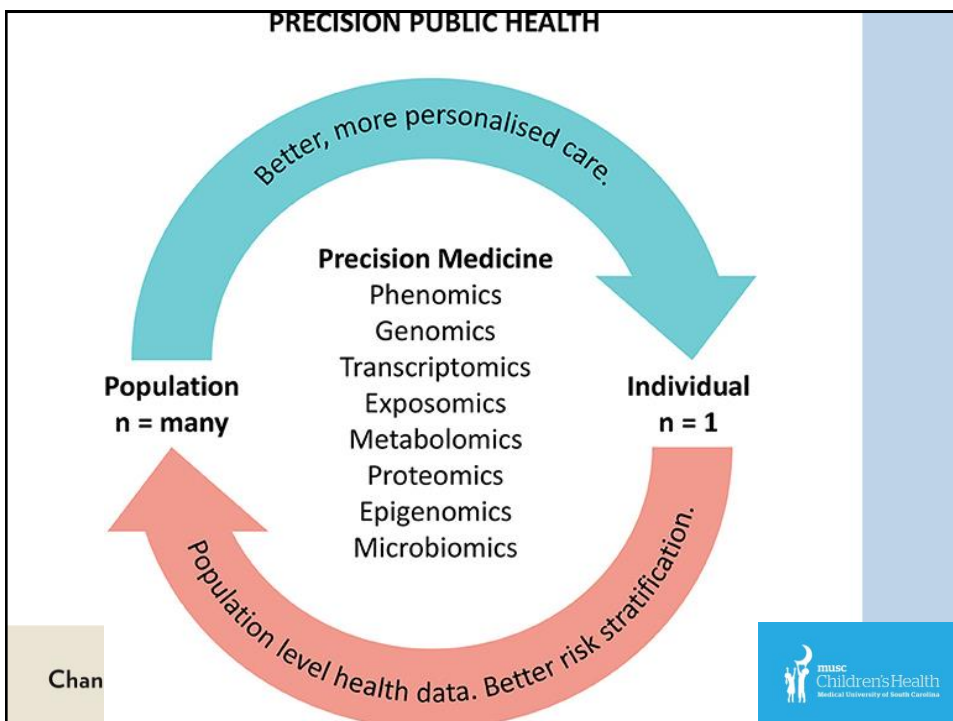 PRECISION PUBLIC HEALTH
Better, more personalised care.
Precision Medicine
Phenomics
Genomics
Transcriptomics
Exposomics
Metabolomics
Proteomics
Epigenomics
Microbiomics
Population
n = many
Individual
n = 1
Population level health data. Better risk stratification.
Chan
musc
Children's Health
Medical University of South Carolina